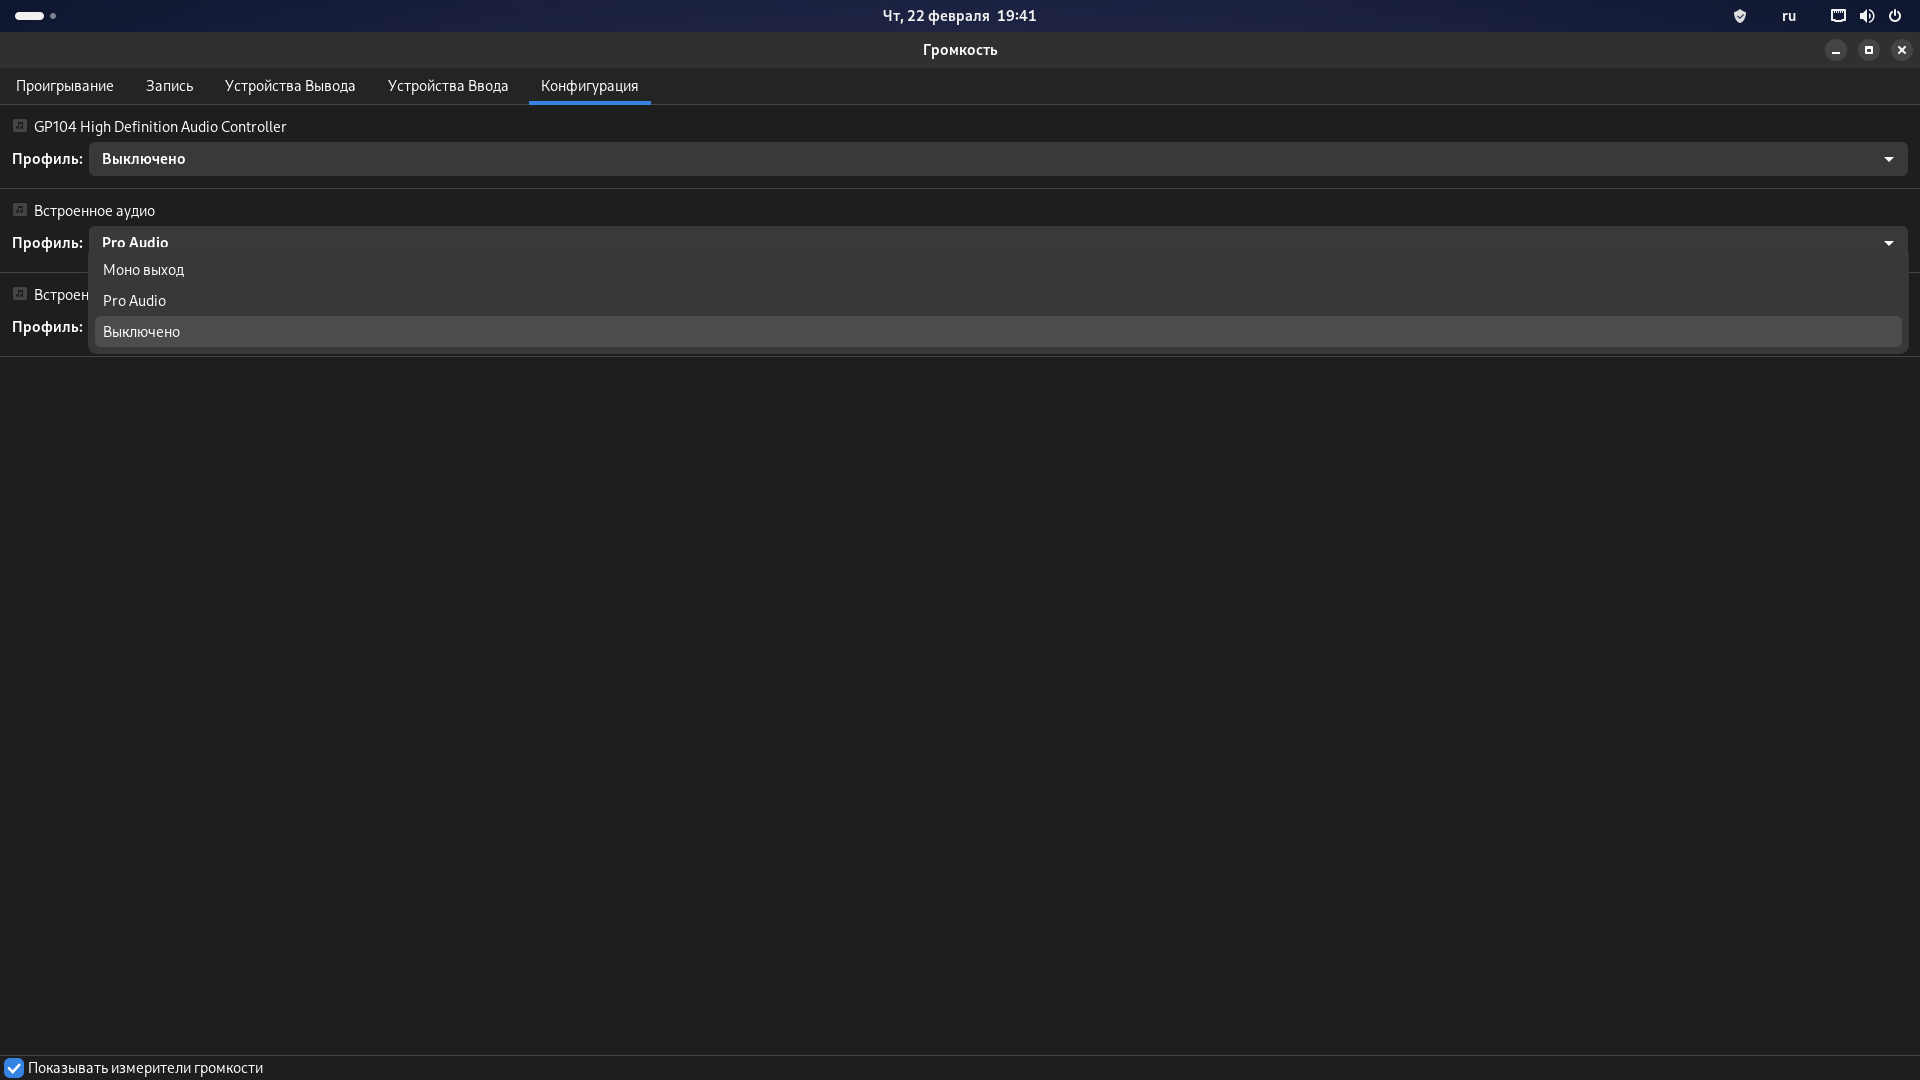 Чт, 22 февраля 19:41
ru
Громкость
Проигрывание Запись Устройства Вывода Устройства Ввода Конфигурация
GP104 High Definition Audio Controller
Профиль: Выключено
Встроенное аудио
Профиль: Pro Audio
Моно выход
Встроен
Pro Audio
Профиль:
Выключено
Показывать измерители громкости